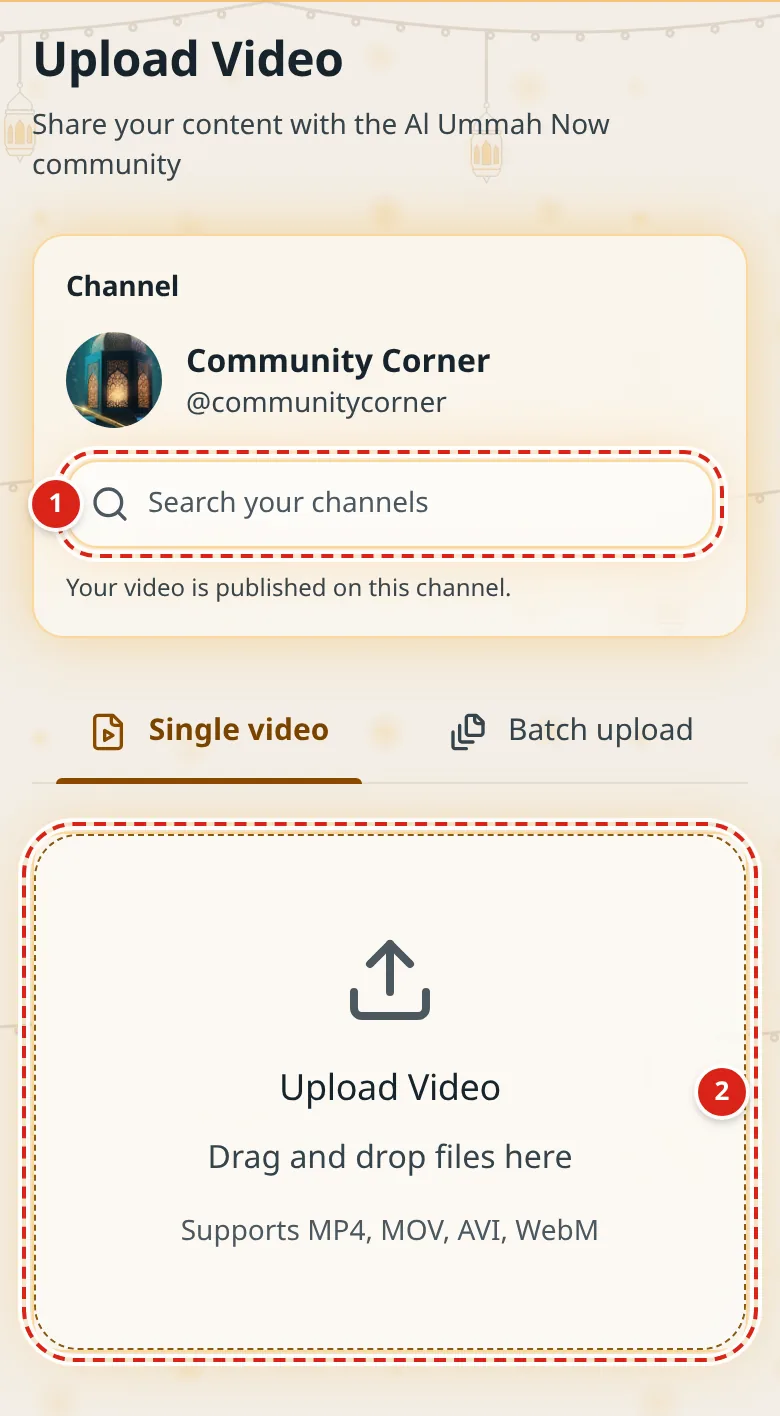 Upload Video
Share your content with the Al Ummah Now
community
Channel
Community Corner
@communitycorner
1
Search your channels
Your video is published on this channel.
Single video
Batch upload
Upload Video
2
Drag and drop files here
Supports MP4, MOV, AVI, WebM